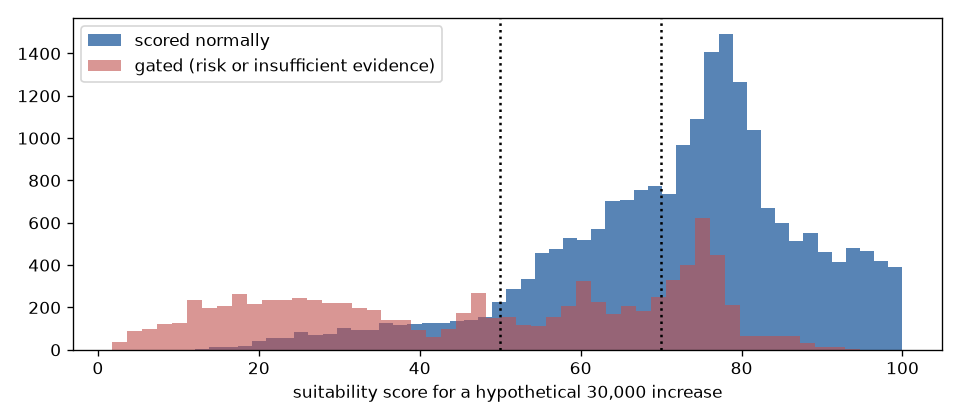 scored normally
gated (risk or insufficient evidence)
1400
1200
1000
800
600
400
200
0
0 20 40 60 80 100
suitability score for a hypothetical 30,000 increase